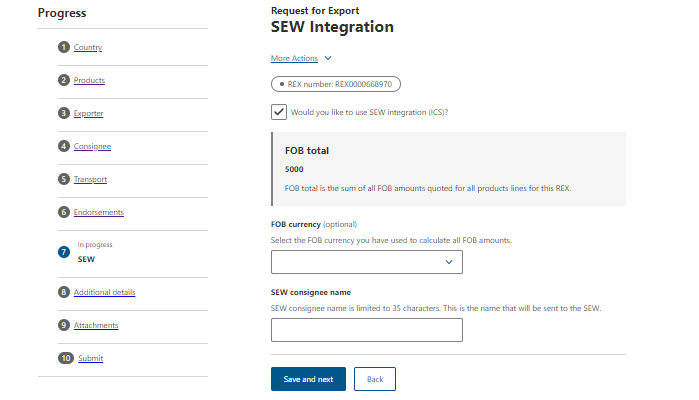 Progress
1 Country
2 Products
3 Exporter
4 Consignee
5 Transport
6 Endorsements
7 In progress
SEW
8 Additional details
9 Attachments
10 Submit
Request for Export
SEW Integration
More Actions
REX number: REX0000668970
Would you like to use SEW integration (ICS)?
FOB total
5000
FOB total is the sum of all FOB amounts quoted for all products lines for this REX.
FOB currency (optional)
Select the FOB currency you have used to calculate all FOB amounts.
SEW consignee name
SEW consignee name is limited to 35 characters. This is the name that will be sent to the SEW.
Save and next
Back